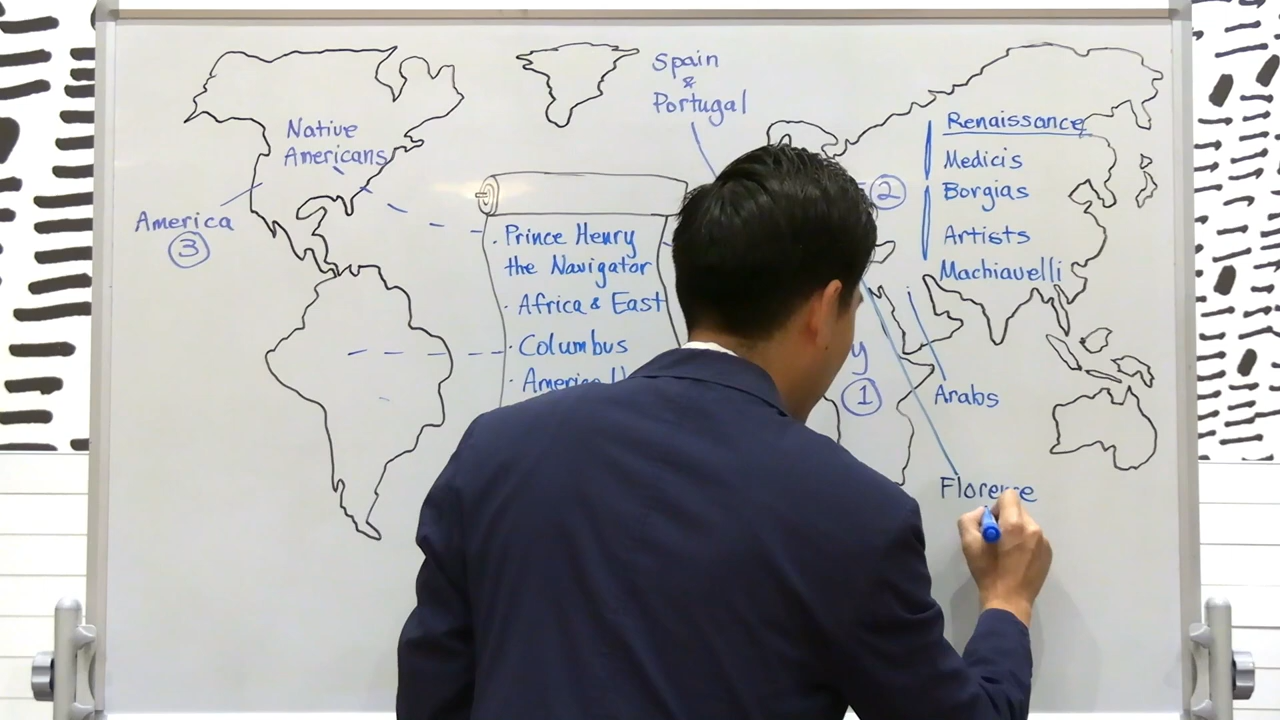 Spain
&
Portugal
Native
Americans
America
3
· Prince Henry
the Navigator
· Africa & East
· Columbus
· America
2
Renaissance
Medicis
Borgias
Artists
Machiavelli
y
1
Arabs
Florence